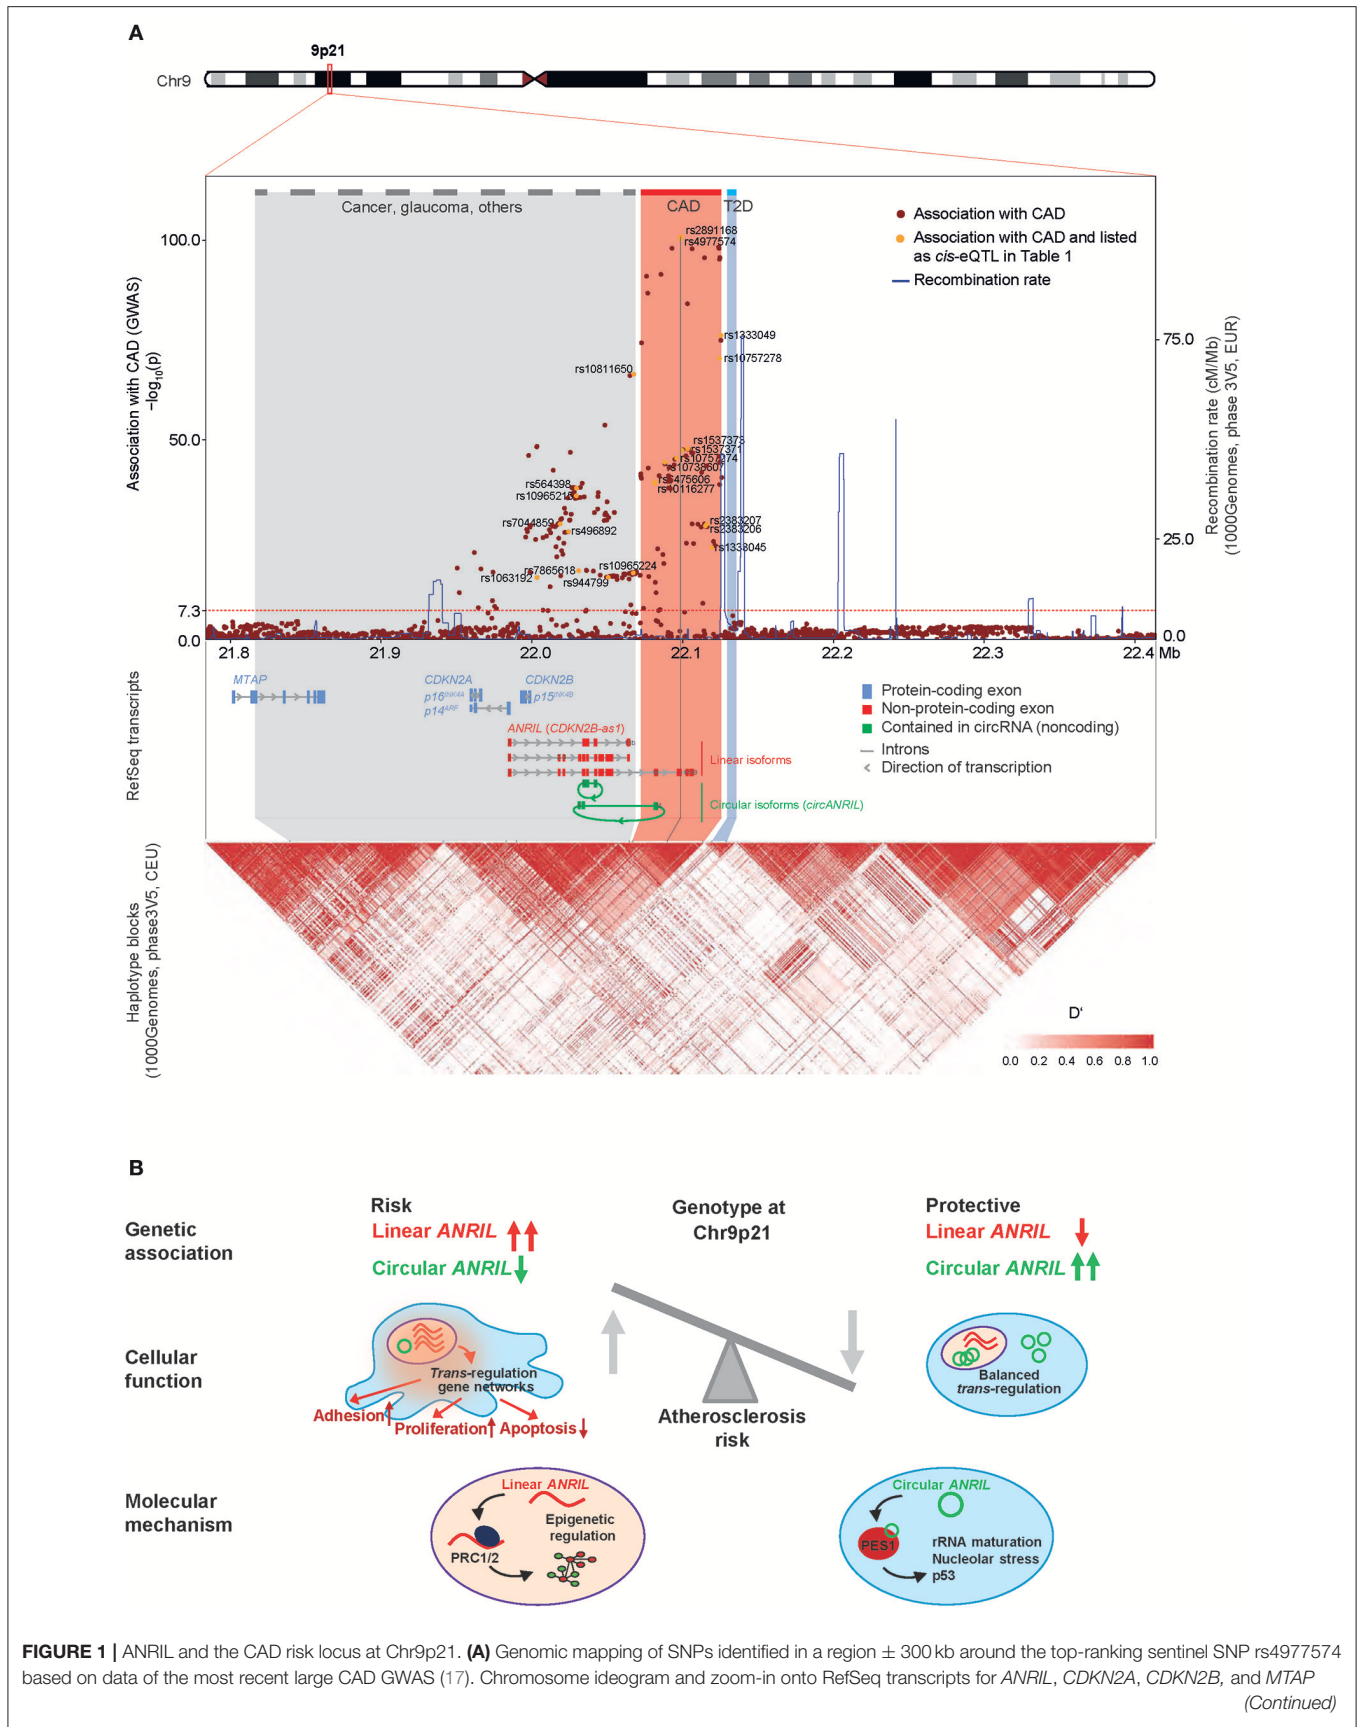 A
9p21
Chr9
Cancer, glaucoma, others
CAD
T2D
Association with CAD
Association with CAD and listed
as cis-eQTL in Table 1
Recombination rate
Association with CAD (GWAS)
−log10(p)
100.0
50.0
7.3
0.0
75.0
25.0
0.0
Recombination rate (cM/Mb)
(1000Genomes, phase 3V5, EUR)
rs2891168
rs4977574
rs1333049
rs10757278
rs10811650
rs1537373
rs1537371
rs10757274
rs10738607
rs475606
rs10116277
rs564398
rs10965215
rs7044859
rs496892
rs2383207
rs2383206
rs1333045
rs7865618
rs10965224
rs1063192
rs944799
21.8 21.9 22.0 22.1 22.2 22.3 22.4 Mb
RefSeq transcripts
MTAP
CDKN2A
p16INK4A
p14ARF
CDKN2B
p15INK4B
ANRIL (CDKN2B-as1)
Linear isoforms
Circular isoforms (circANRIL)
Protein-coding exon
Non-protein-coding exon
Contained in circRNA (noncoding)
Introns
Direction of transcription
Haplotype blocks
(1000Genomes, phase3V5, CEU)
D‘
0.0 0.2 0.4 0.6 0.8 1.0
B
Genetic
association
Risk
Linear ANRIL
Circular ANRIL
Genotype at
Chr9p21
Protective
Linear ANRIL
Circular ANRIL
Cellular
function
Trans-regulation
gene networks
Adhesion
Proliferation
Apoptosis
Atherosclerosis
risk
Balanced
trans-regulation
Molecular
mechanism
Linear ANRIL
Epigenetic
regulation
PRC1/2
Circular ANRIL
PES1
rRNA maturation
Nucleolar stress
p53
FIGURE 1 | ANRIL and the CAD risk locus at Chr9p21. (A) Genomic mapping of SNPs identified in a region ± 300 kb around the top-ranking sentinel SNP rs4977574
based on data of the most recent large CAD GWAS (17). Chromosome ideogram and zoom-in onto RefSeq transcripts for ANRIL, CDKN2A, CDKN2B, and MTAP
(Continued)